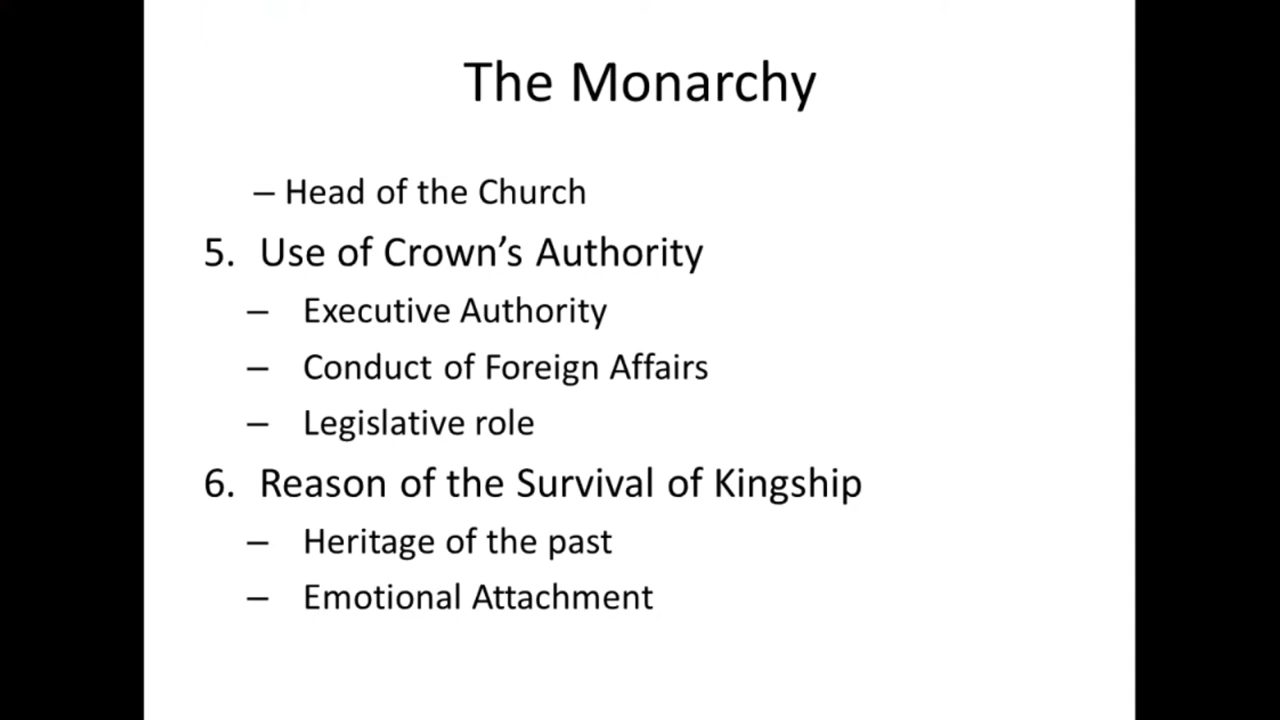 The Monarchy
– Head of the Church
5. Use of Crown’s Authority
– Executive Authority
– Conduct of Foreign Affairs
– Legislative role
6. Reason of the Survival of Kingship
– Heritage of the past
– Emotional Attachment